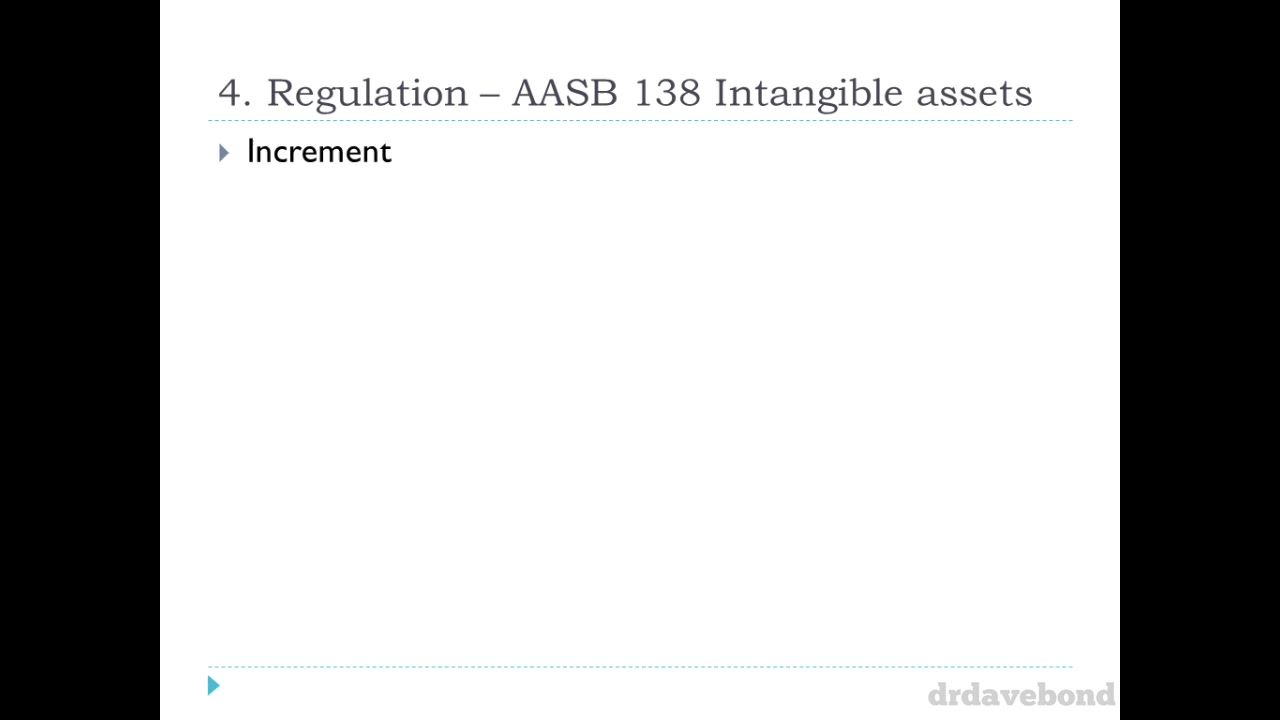 4. Regulation – AASB 138 Intangible assets
Increment
drdavebond